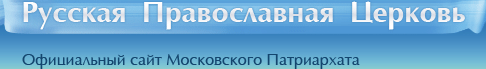 Русская Православная Церковь
Официальный сайт Московского Патриархата